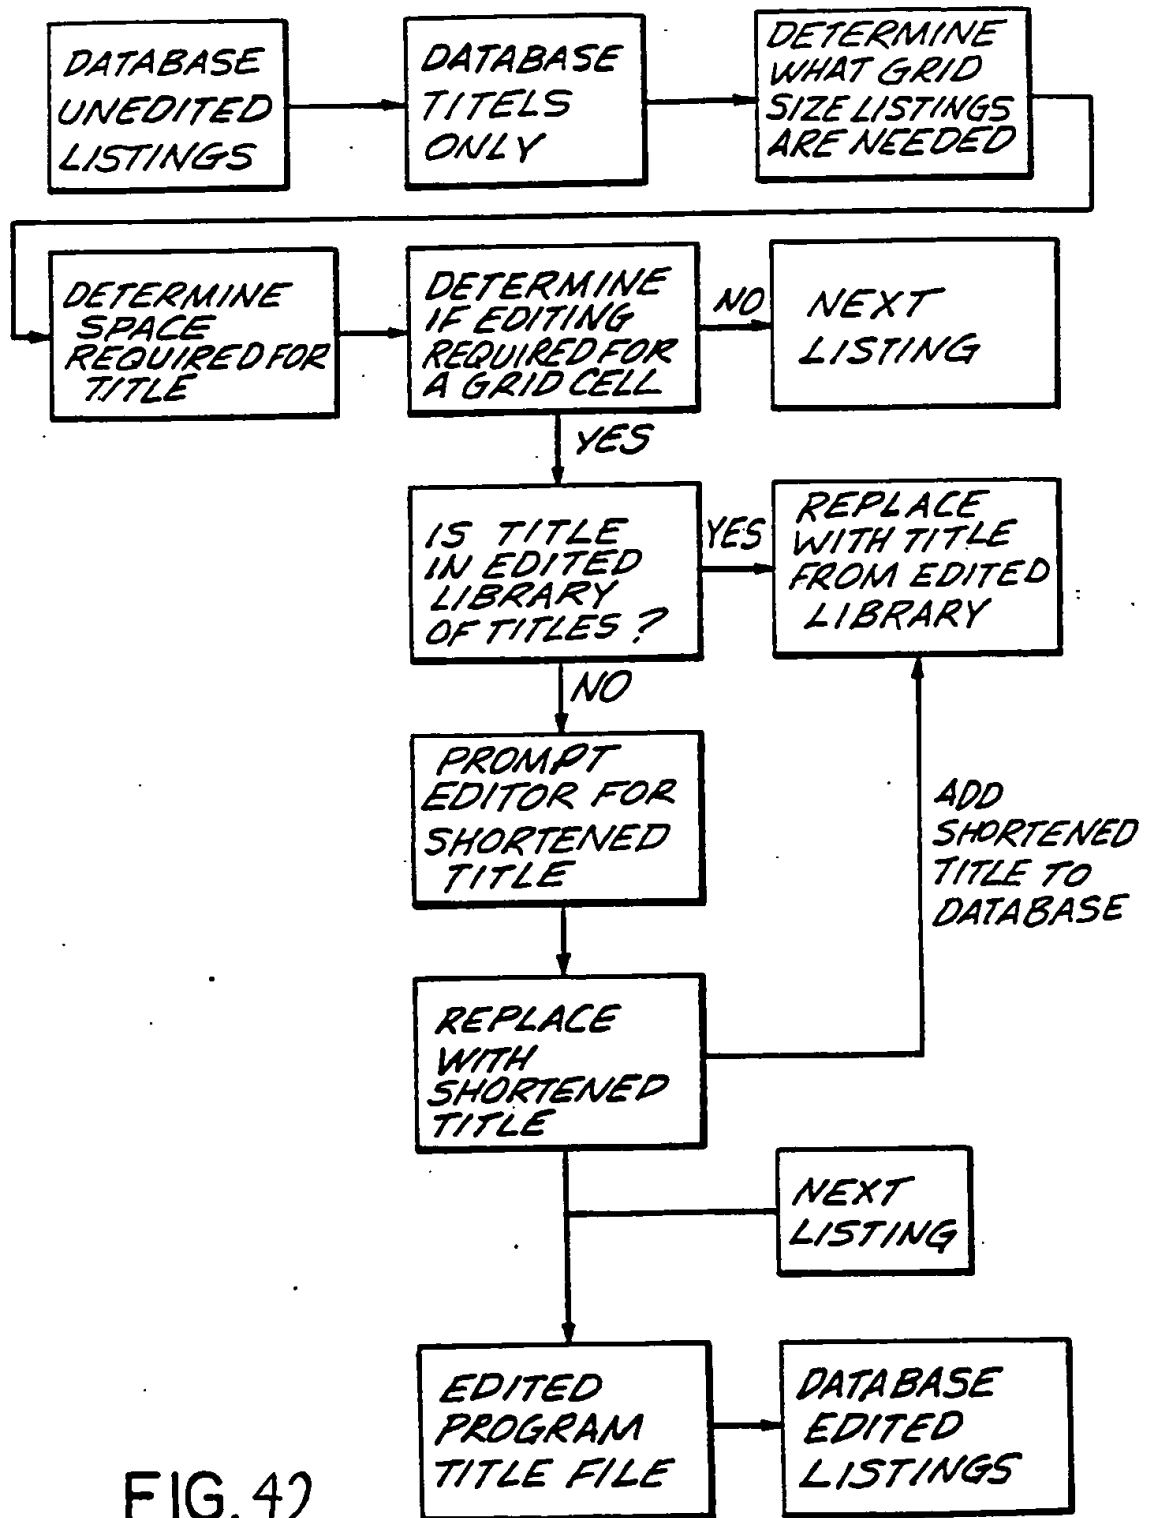 DATABASE
UNEDITED
LISTINGS
DATABASE
TITELS
ONLY
DETERMINE
WHAT GRID
SIZE LISTINGS
ARE NEEDED
DETERMINE
SPACE
REQUIRED FOR
TITLE
DETERMINE
IF EDITING
REQUIRED FOR
A GRID CELL
NO
NEXT
LISTING
YES
IS TITLE
IN EDITED
LIBRARY
OF TITLES?
YES
REPLACE
WITH TITLE
FROM EDITED
LIBRARY
NO
PROMPT
EDITOR FOR
SHORTENED
TITLE
ADD
SHORTENED
TITLE TO
DATABASE
REPLACE
WITH
SHORTENED
TITLE
NEXT
LISTING
EDITED
PROGRAM
TITLE FILE
DATABASE
EDITED
LISTINGS
FIG. 42